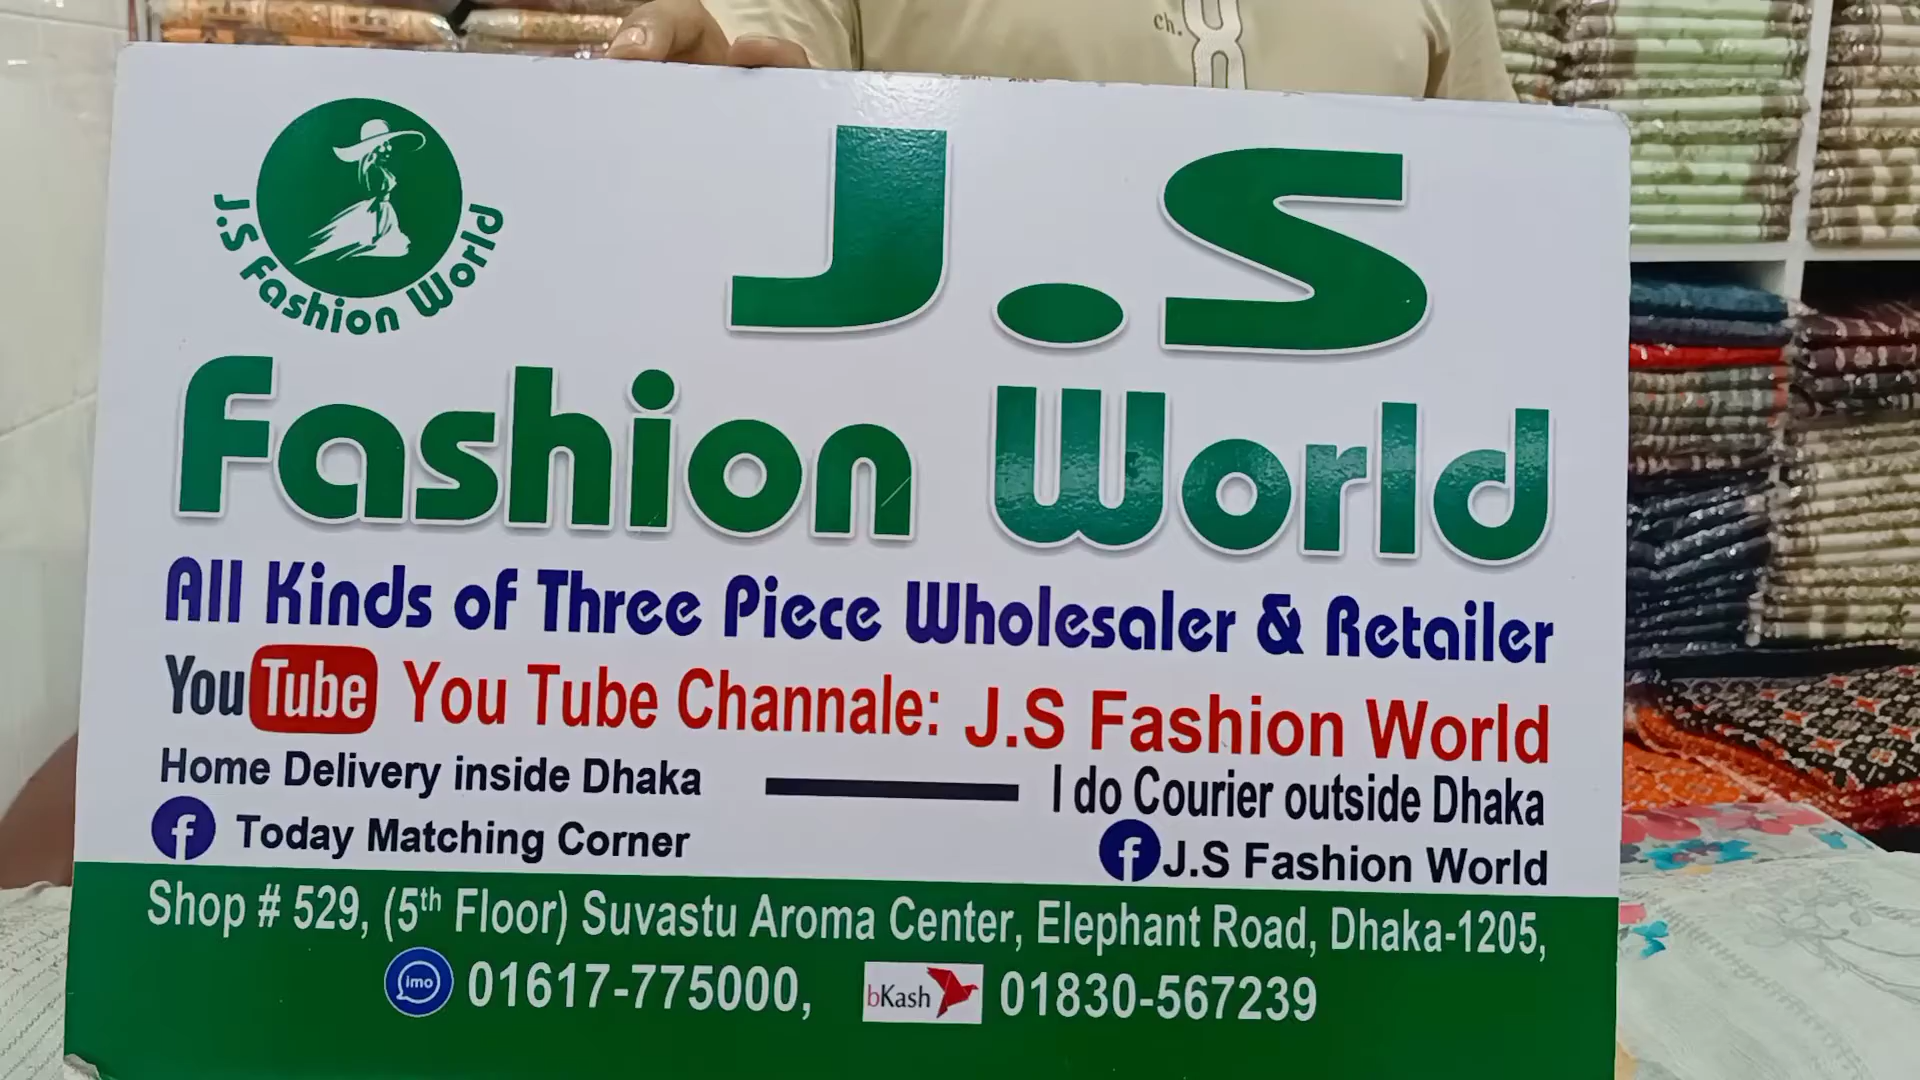 ch.
J.S Fashion World
J.S
Fashion World
All Kinds of Three Piece Wholesaler & Retailer
YouTube You Tube Channale: J.S Fashion World
Home Delivery inside Dhaka I do Courier outside Dhaka
f Today Matching Corner f J.S Fashion World
Shop # 529, (5th Floor) Suvastu Aroma Center, Elephant Road, Dhaka-1205,
imo 01617-775000, bKash 01830-567239